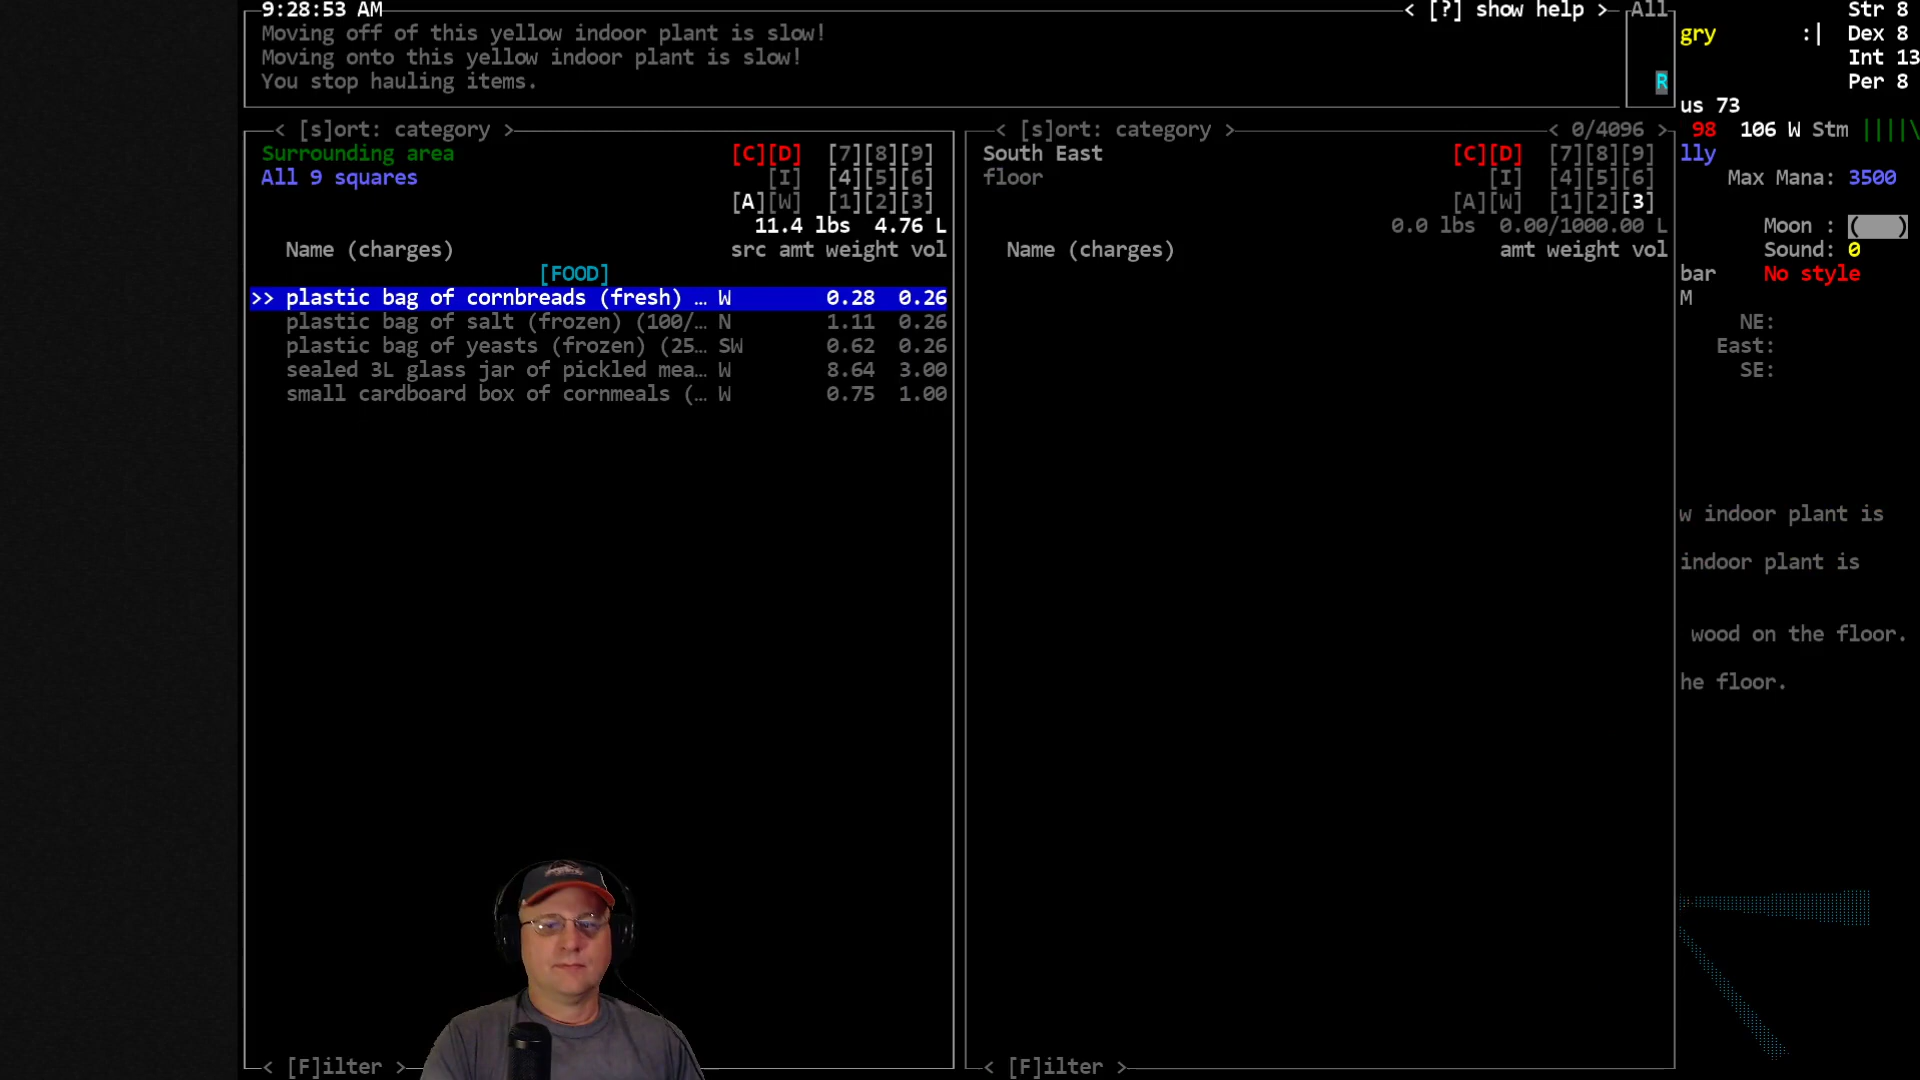 9:28:53 AM
< [?] show help >
All
Moving off of this yellow indoor plant is slow!
Moving onto this yellow indoor plant is slow!
You stop hauling items.
R
< [s]ort: category >
Surrounding area [C][D] [7][8][9]
All 9 squares [I] [4][5][6]
[A][W] [1][2][3]
11.4 lbs 4.76 L
Name (charges) src amt weight vol
[FOOD]
>> plastic bag of cornbreads (fresh) … W 0.28 0.26
plastic bag of salt (frozen) (100/… N 1.11 0.26
plastic bag of yeasts (frozen) (25… SW 0.62 0.26
sealed 3L glass jar of pickled mea… W 8.64 3.00
small cardboard box of cornmeals (… W 0.75 1.00
< [F]ilter >
< [s]ort: category > < 0/4096 >
South East [C][D] [7][8][9]
floor [I] [4][5][6]
[A][W] [1][2][3]
0.0 lbs 0.00/1000.00 L
Name (charges) amt weight vol
< [F]ilter >
Str 8
gry :| Dex 8
Int 13
Per 8
us 73
98 106 W Stm ||||\
lly
Max Mana: 3500
Moon : ( )
Sound: 0
bar No style
M
NE:
East:
SE:
w indoor plant is
indoor plant is
wood on the floor.
he floor.